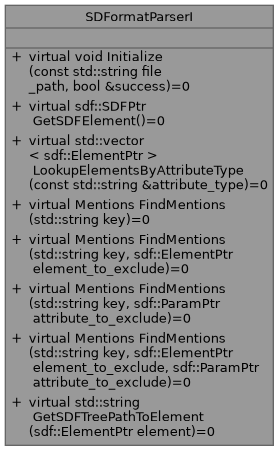 SDFormatParserI
+ virtual void Initialize
(const std::string file
_path, bool &success)=0
+ virtual sdf::SDFPtr
GetSDFElement()=0
+ virtual std::vector
< sdf::ElementPtr >
LookupElementsByAttributeType
(const std::string &attribute_type)=0
+ virtual Mentions FindMentions
(std::string key)=0
+ virtual Mentions FindMentions
(std::string key, sdf::ElementPtr
element_to_exclude)=0
+ virtual Mentions FindMentions
(std::string key, sdf::ParamPtr
attribute_to_exclude)=0
+ virtual Mentions FindMentions
(std::string key, sdf::ElementPtr
element_to_exclude, sdf::ParamPtr
attribute_to_exclude)=0
+ virtual std::string
GetSDFTreePathToElement
(sdf::ElementPtr element)=0